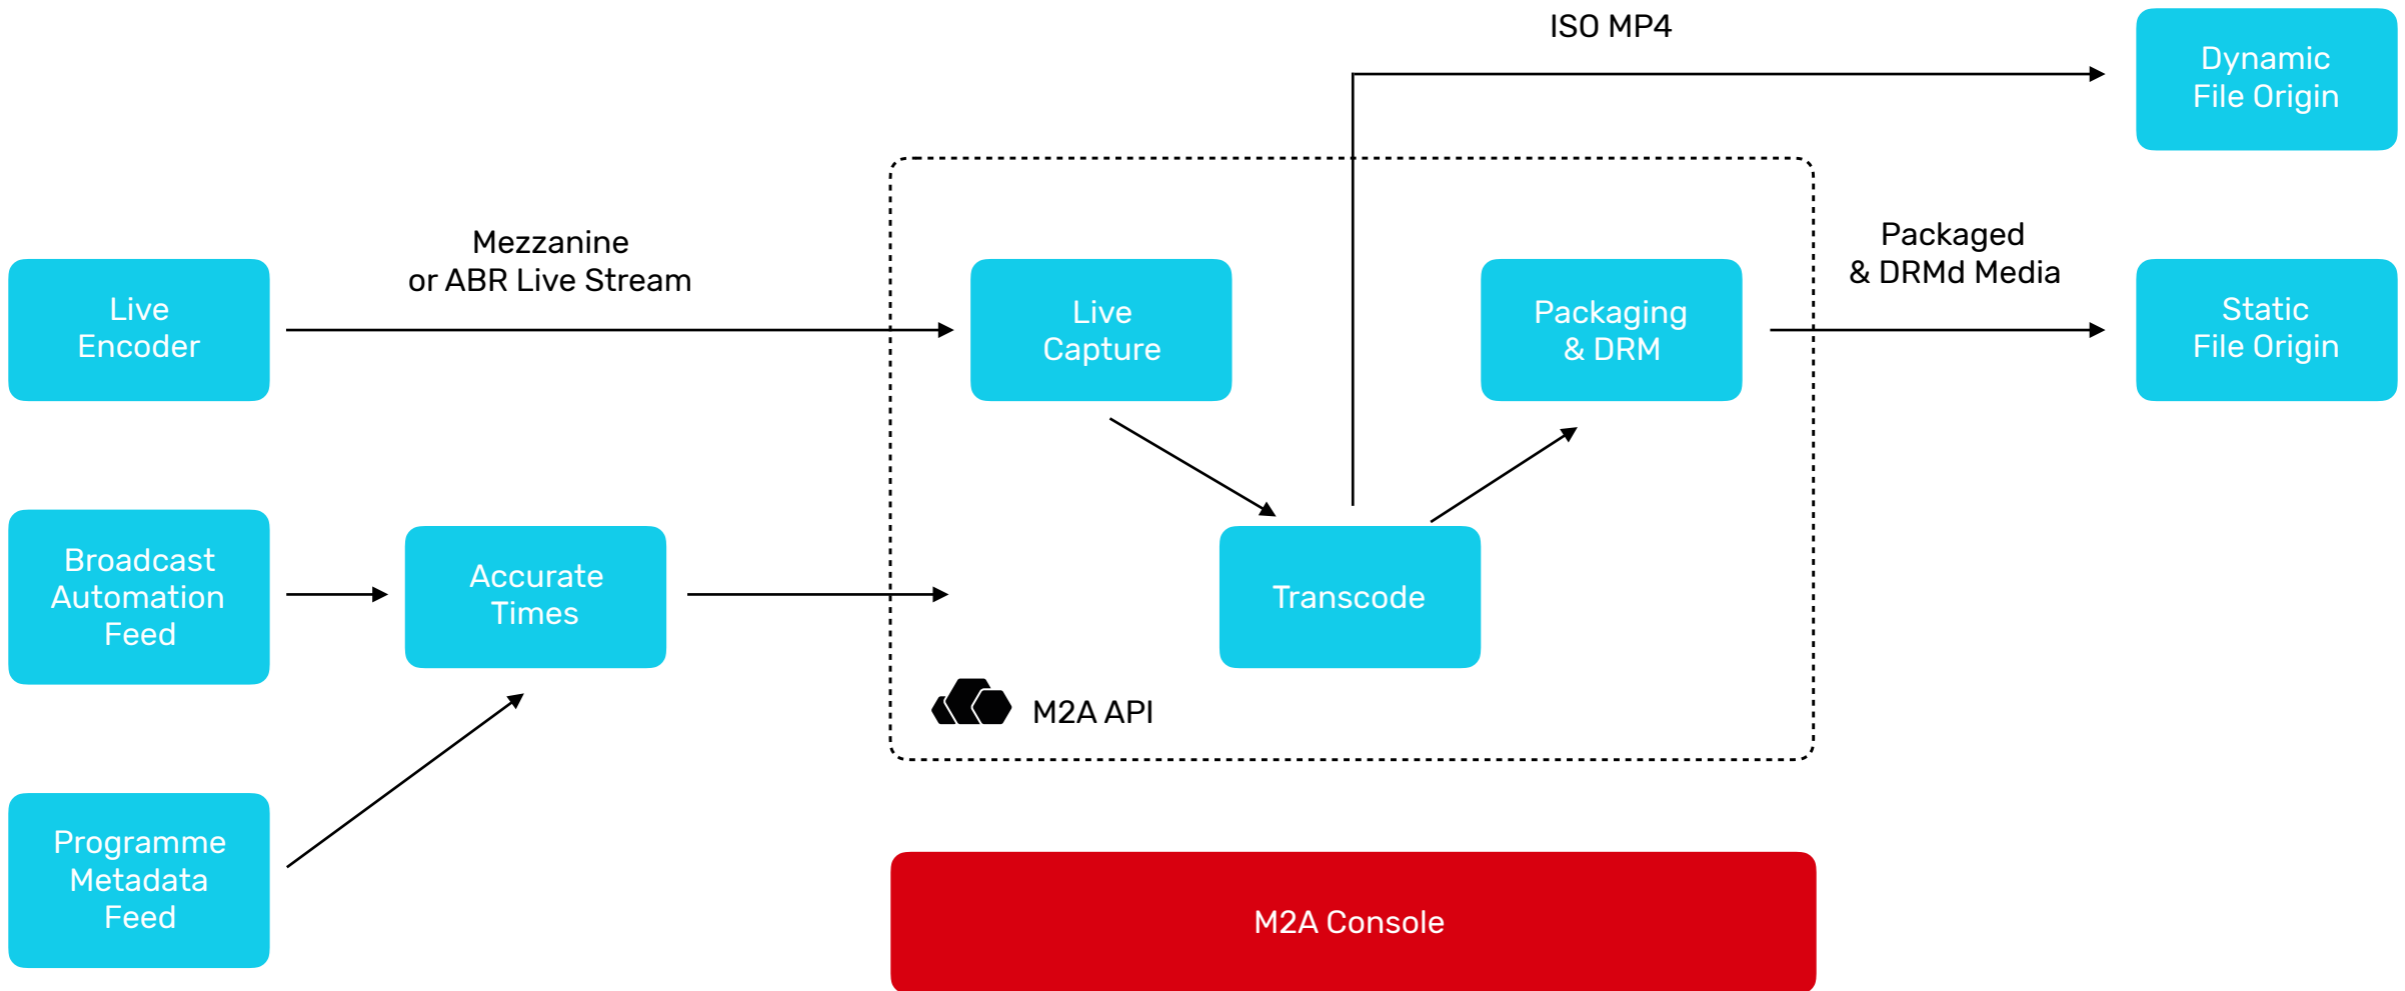 ISO MP4
Dynamic
File Origin
Mezzanine
or ABR Live Stream
Packaged
& DRMd Media
Live
Encoder
Live
Capture
Packaging
& DRM
Static
File Origin
Broadcast
Automation
Feed
Accurate
Times
Transcode
M2A API
Programme
Metadata
Feed
M2A Console